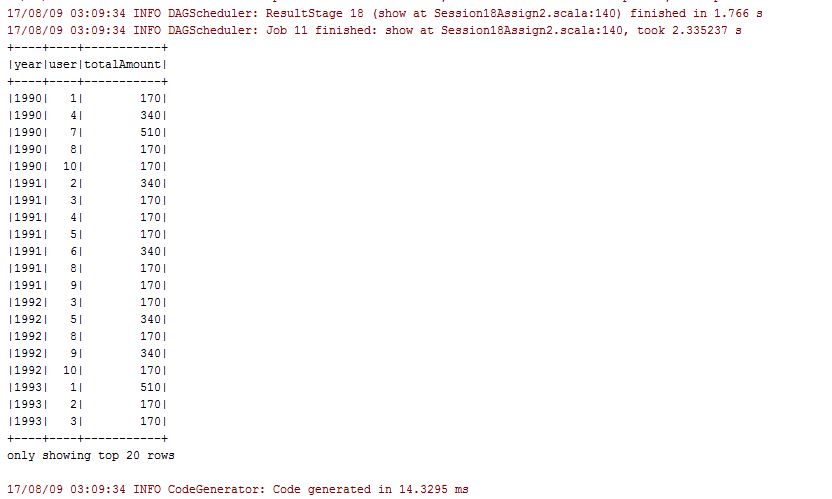 17/08/09 03:09:34 INFO DAGScheduler: ResultStage 18 (show at Session18Assign2.scala:140) finished in 1.766 s
17/08/09 03:09:34 INFO DAGScheduler: Job 11 finished: show at Session18Assign2.scala:140, took 2.335237 s
+----+----+-----------+
|year|user|totalAmount|
+----+----+-----------+
|1990|   1|        170|
|1990|   4|        340|
|1990|   7|        510|
|1990|   8|        170|
|1990|  10|        170|
|1991|   2|        340|
|1991|   3|        170|
|1991|   4|        170|
|1991|   5|        170|
|1991|   6|        340|
|1991|   8|        170|
|1991|   9|        170|
|1992|   3|        170|
|1992|   5|        340|
|1992|   8|        170|
|1992|   9|        340|
|1992|  10|        170|
|1993|   1|        510|
|1993|   2|        170|
|1993|   3|        170|
+----+----+-----------+
only showing top 20 rows
17/08/09 03:09:34 INFO CodeGenerator: Code generated in 14.3295 ms